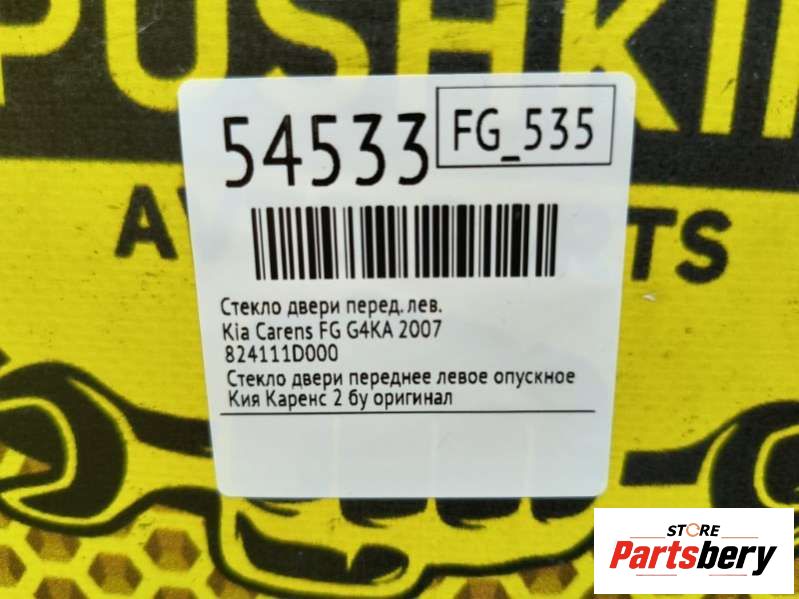 PUSHKI
54533
FG_535
Стекло двери перед. лев.
Kia Carens FG G4KA 2007
824111D000
Стекло двери переднее левое опускное
Кия Каренс 2 бу оригинал
STORE
Partsbery